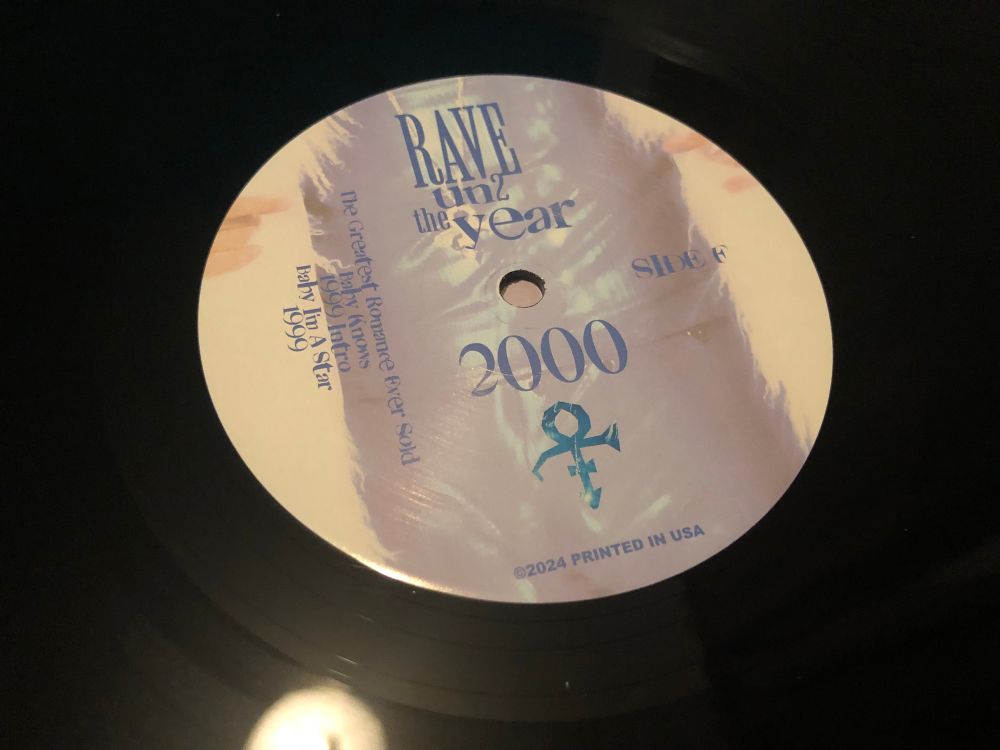 RAVE
un2
the year
SIDE
2000
The Greatest Romance Ever Sold
Baby Knows
1999 Intro
Baby I'm A Star
1999
©2024 PRINTED IN USA